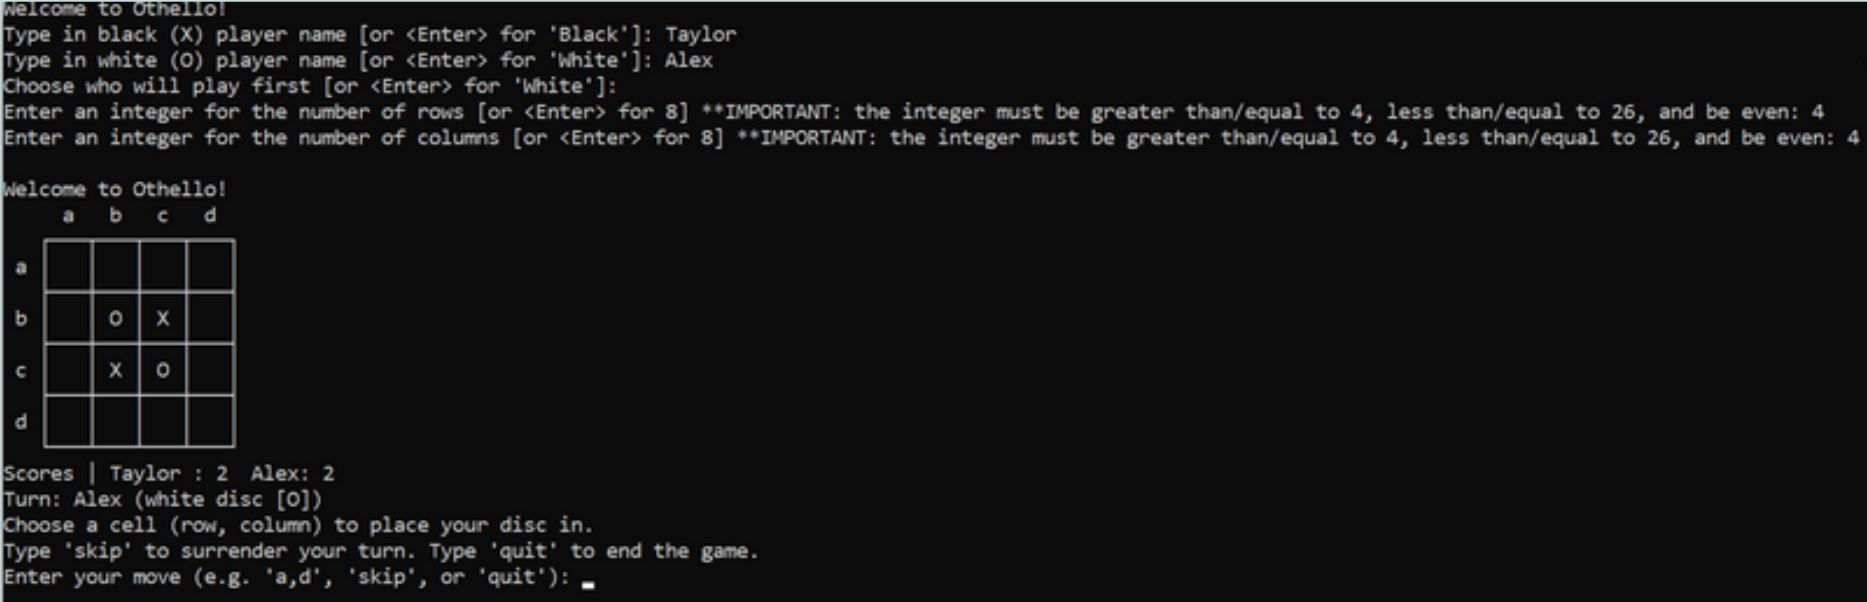 Welcome to Othello!
Type in black (X) player name [or <Enter> for 'Black']: Taylor
Type in white (O) player name [or <Enter> for 'White']: Alex
Choose who will play first [or <Enter> for 'White']:
Enter an integer for the number of rows [or <Enter> for 8] **IMPORTANT: the integer must be greater than/equal to 4, less than/equal to 26, and be even: 4
Enter an integer for the number of columns [or <Enter> for 8] **IMPORTANT: the integer must be greater than/equal to 4, less than/equal to 26, and be even: 4
Welcome to Othello!
a b c d
a
b O X
c X O
d
Scores | Taylor : 2  Alex: 2
Turn: Alex (white disc [O])
Choose a cell (row, column) to place your disc in.
Type 'skip' to surrender your turn. Type 'quit' to end the game.
Enter your move (e.g. 'a,d', 'skip', or 'quit'):